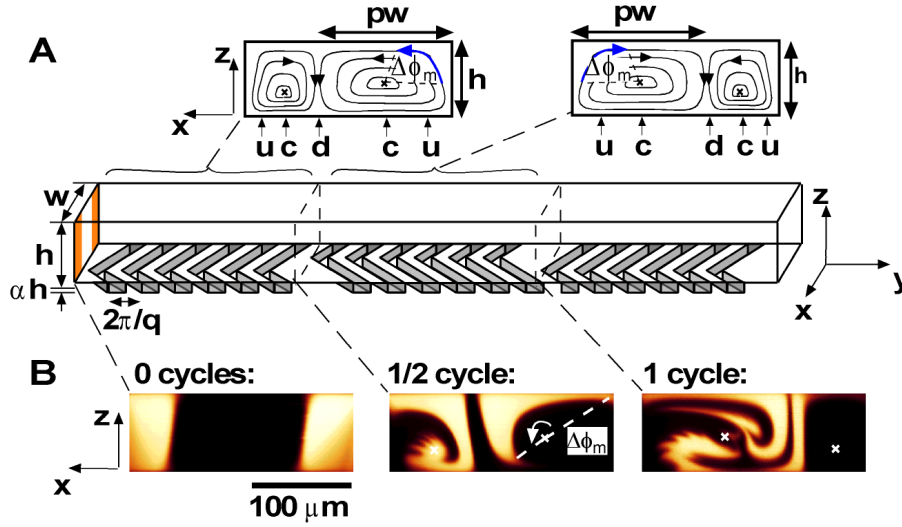 pw
pw
A
z
Δϕm
h
Δϕm
h
x
u c d c u
u c d c u
w
h
αh
2π/q
z
y
x
B
0 cycles:
1/2 cycle:
1 cycle:
z
Δϕm
x
100 μm